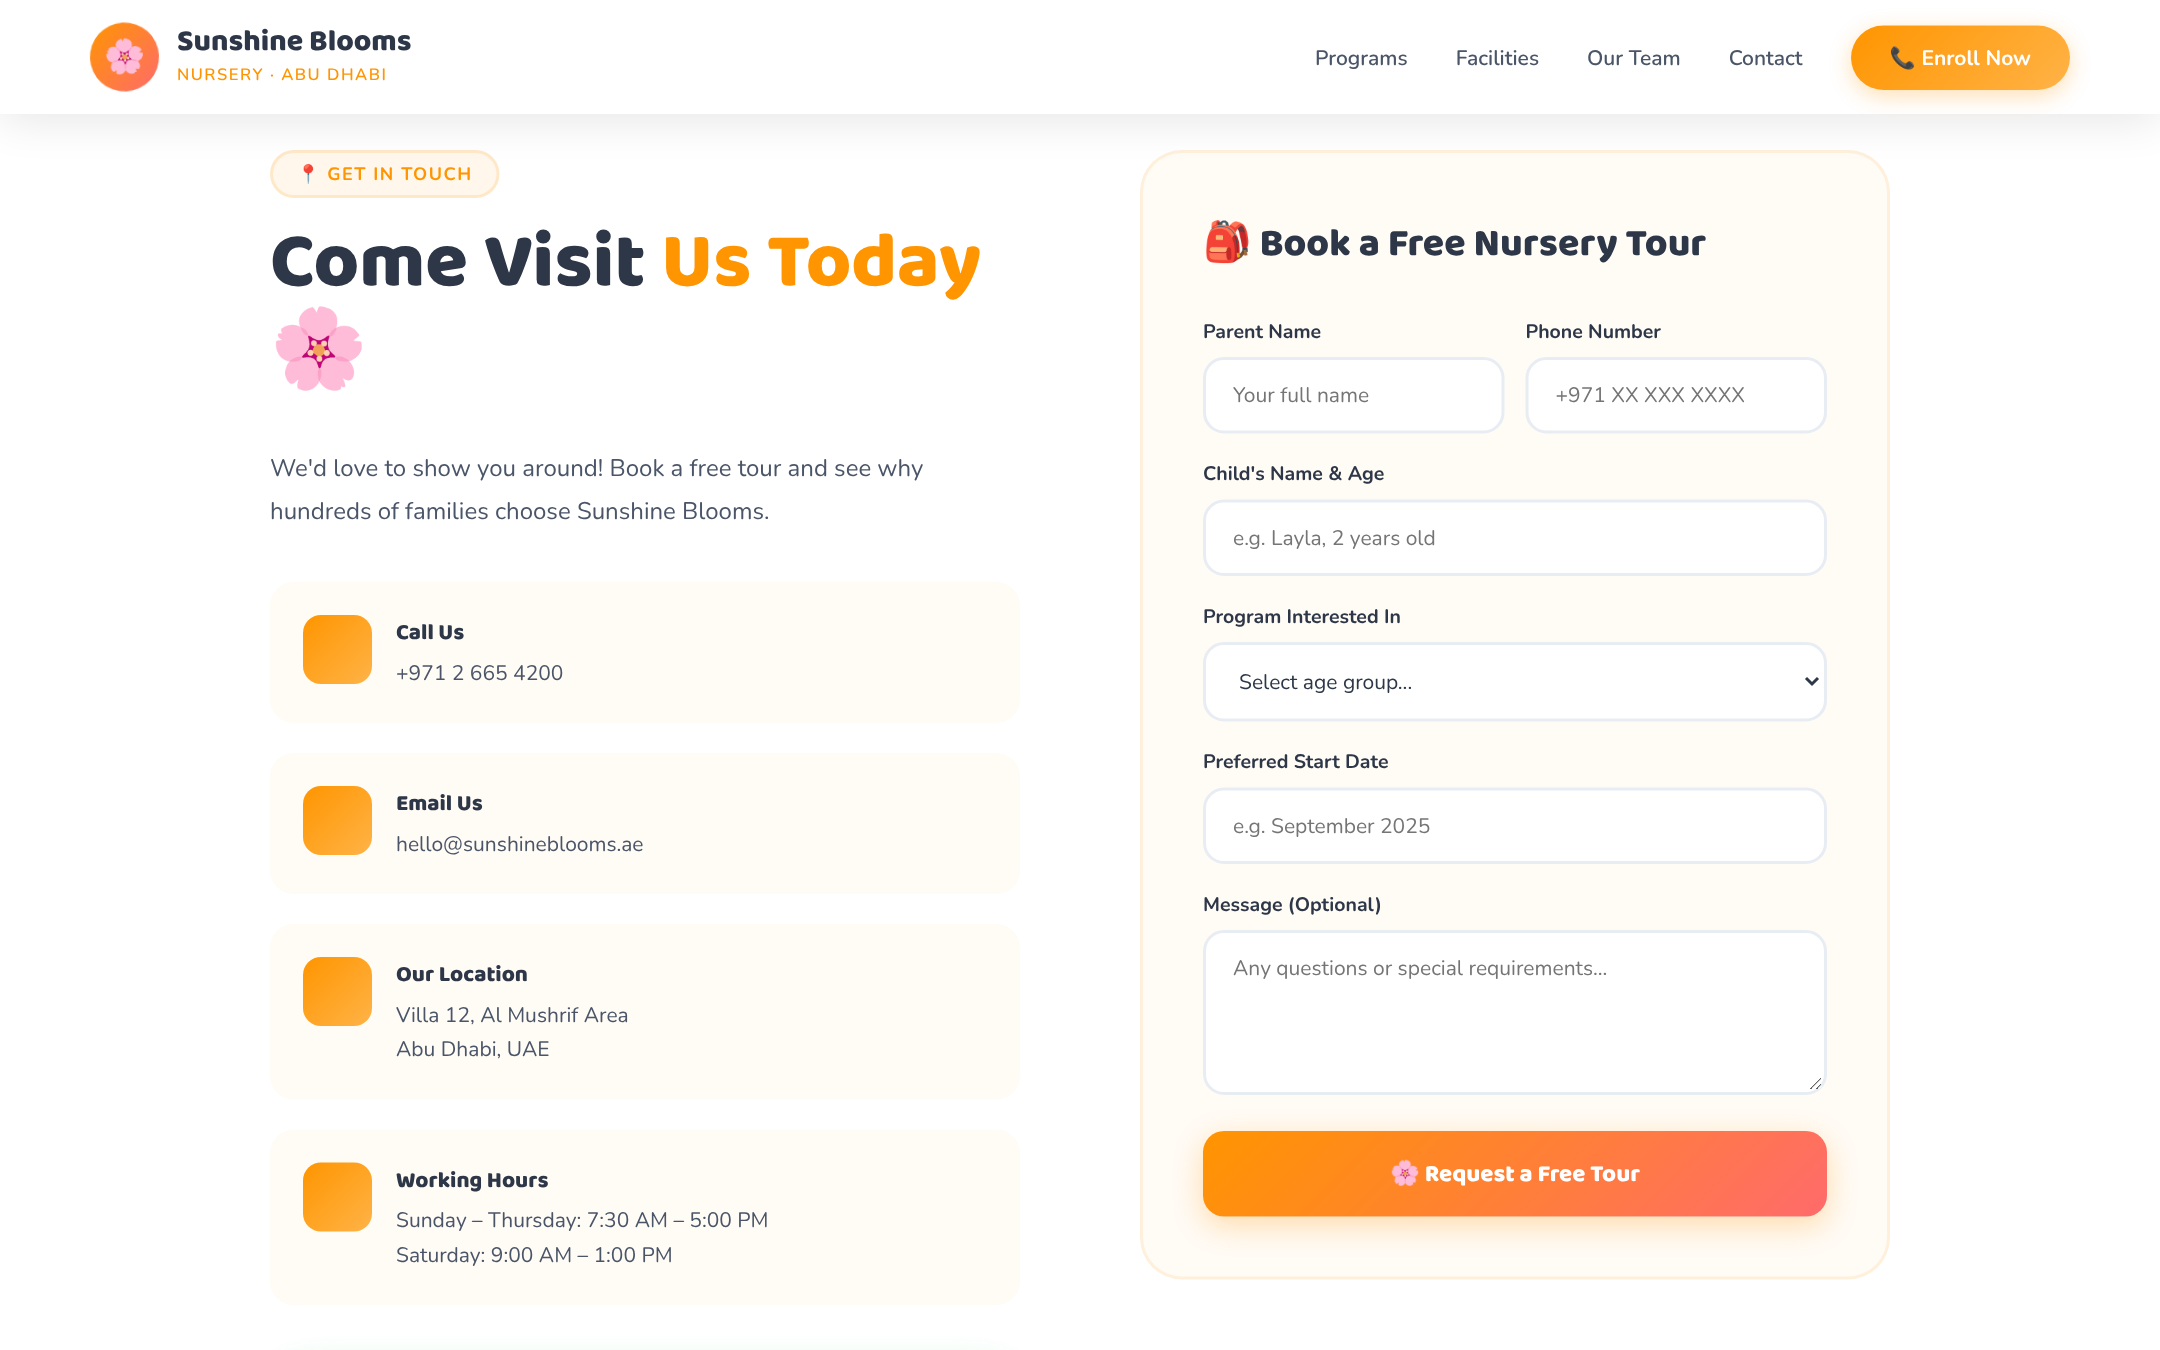 Sunshine Blooms
NURSERY · ABU DHABI
Programs
Facilities
Our Team
Contact
📞 Enroll Now
📍 GET IN TOUCH
Come Visit Us Today
🌸
We'd love to show you around! Book a free tour and see why
hundreds of families choose Sunshine Blooms.
Call Us
+971 2 665 4200
Email Us
hello@sunshineblooms.ae
Our Location
Villa 12, Al Mushrif Area
Abu Dhabi, UAE
Working Hours
Sunday – Thursday: 7:30 AM – 5:00 PM
Saturday: 9:00 AM – 1:00 PM
🎒 Book a Free Nursery Tour
Parent Name
Your full name
Phone Number
+971 XX XXX XXXX
Child's Name & Age
e.g. Layla, 2 years old
Program Interested In
Select age group...
Preferred Start Date
e.g. September 2025
Message (Optional)
Any questions or special requirements...
🌸 Request a Free Tour